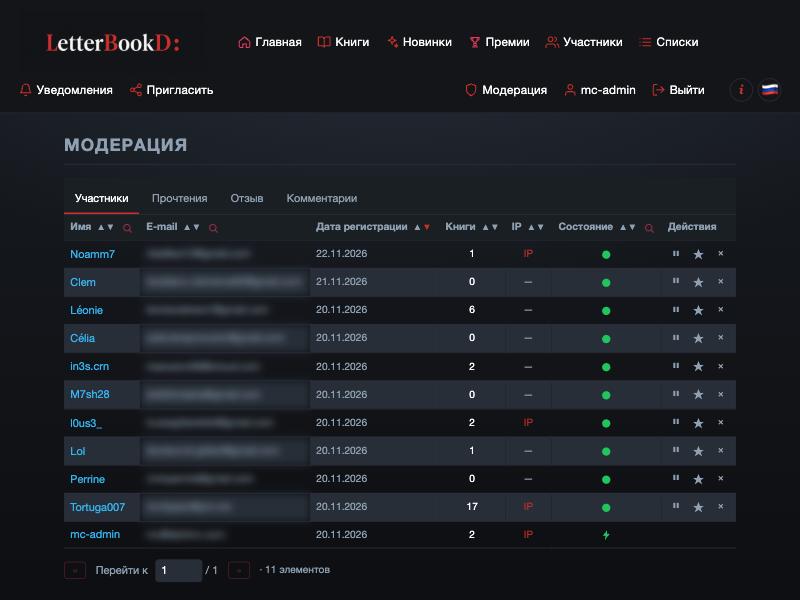 LetterBookD:
Главная Книги Новинки Премии Участники Списки
Уведомления Пригласить Модерация mc-admin Выйти i
МОДЕРАЦИЯ
Участники Прочтения Отзыв Комментарии
Имя ▲▼ E-mail ▲▼ Дата регистрации ▲▼ Книги ▲▼ IP ▲▼ Состояние ▲▼ Действия
Noamm7 22.11.2026 1 IP
Clem 21.11.2026 0 —
Léonie 20.11.2026 6 —
Célia 20.11.2026 0 —
in3s.crn 20.11.2026 2 —
M7sh28 20.11.2026 0 —
l0us3_ 20.11.2026 2 IP
Lol 20.11.2026 1 —
Perrine 20.11.2026 0 —
Tortuga007 20.11.2026 17 IP
mc-admin 20.11.2026 2 IP
« Перейти к 1 / 1 » · 11 элементов